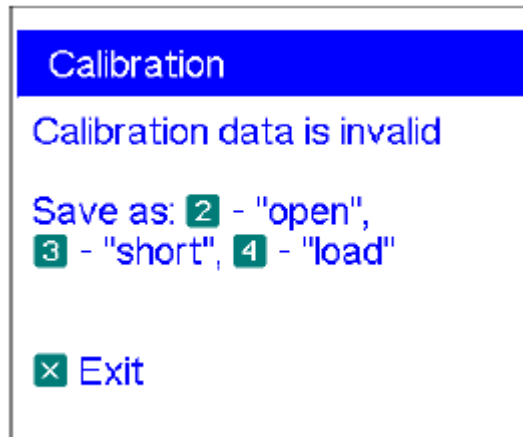 Calibration
Calibration data is invalid
Save as: 2 - "open",
3 - "short", 4 - "load"
× Exit